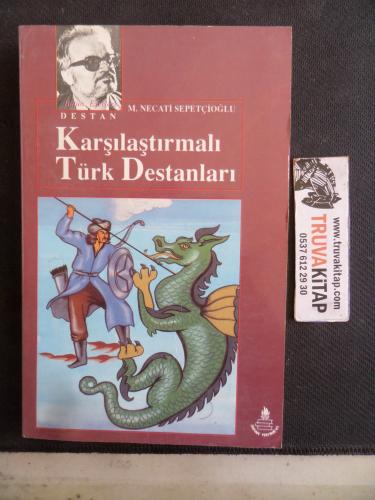 DESTAN
M. NECATİ SEPETÇİOĞLU
Karşılaştırmalı
Türk Destanları
www.truvakitap.com
TRUVAKİTAP
0537 612 29 30